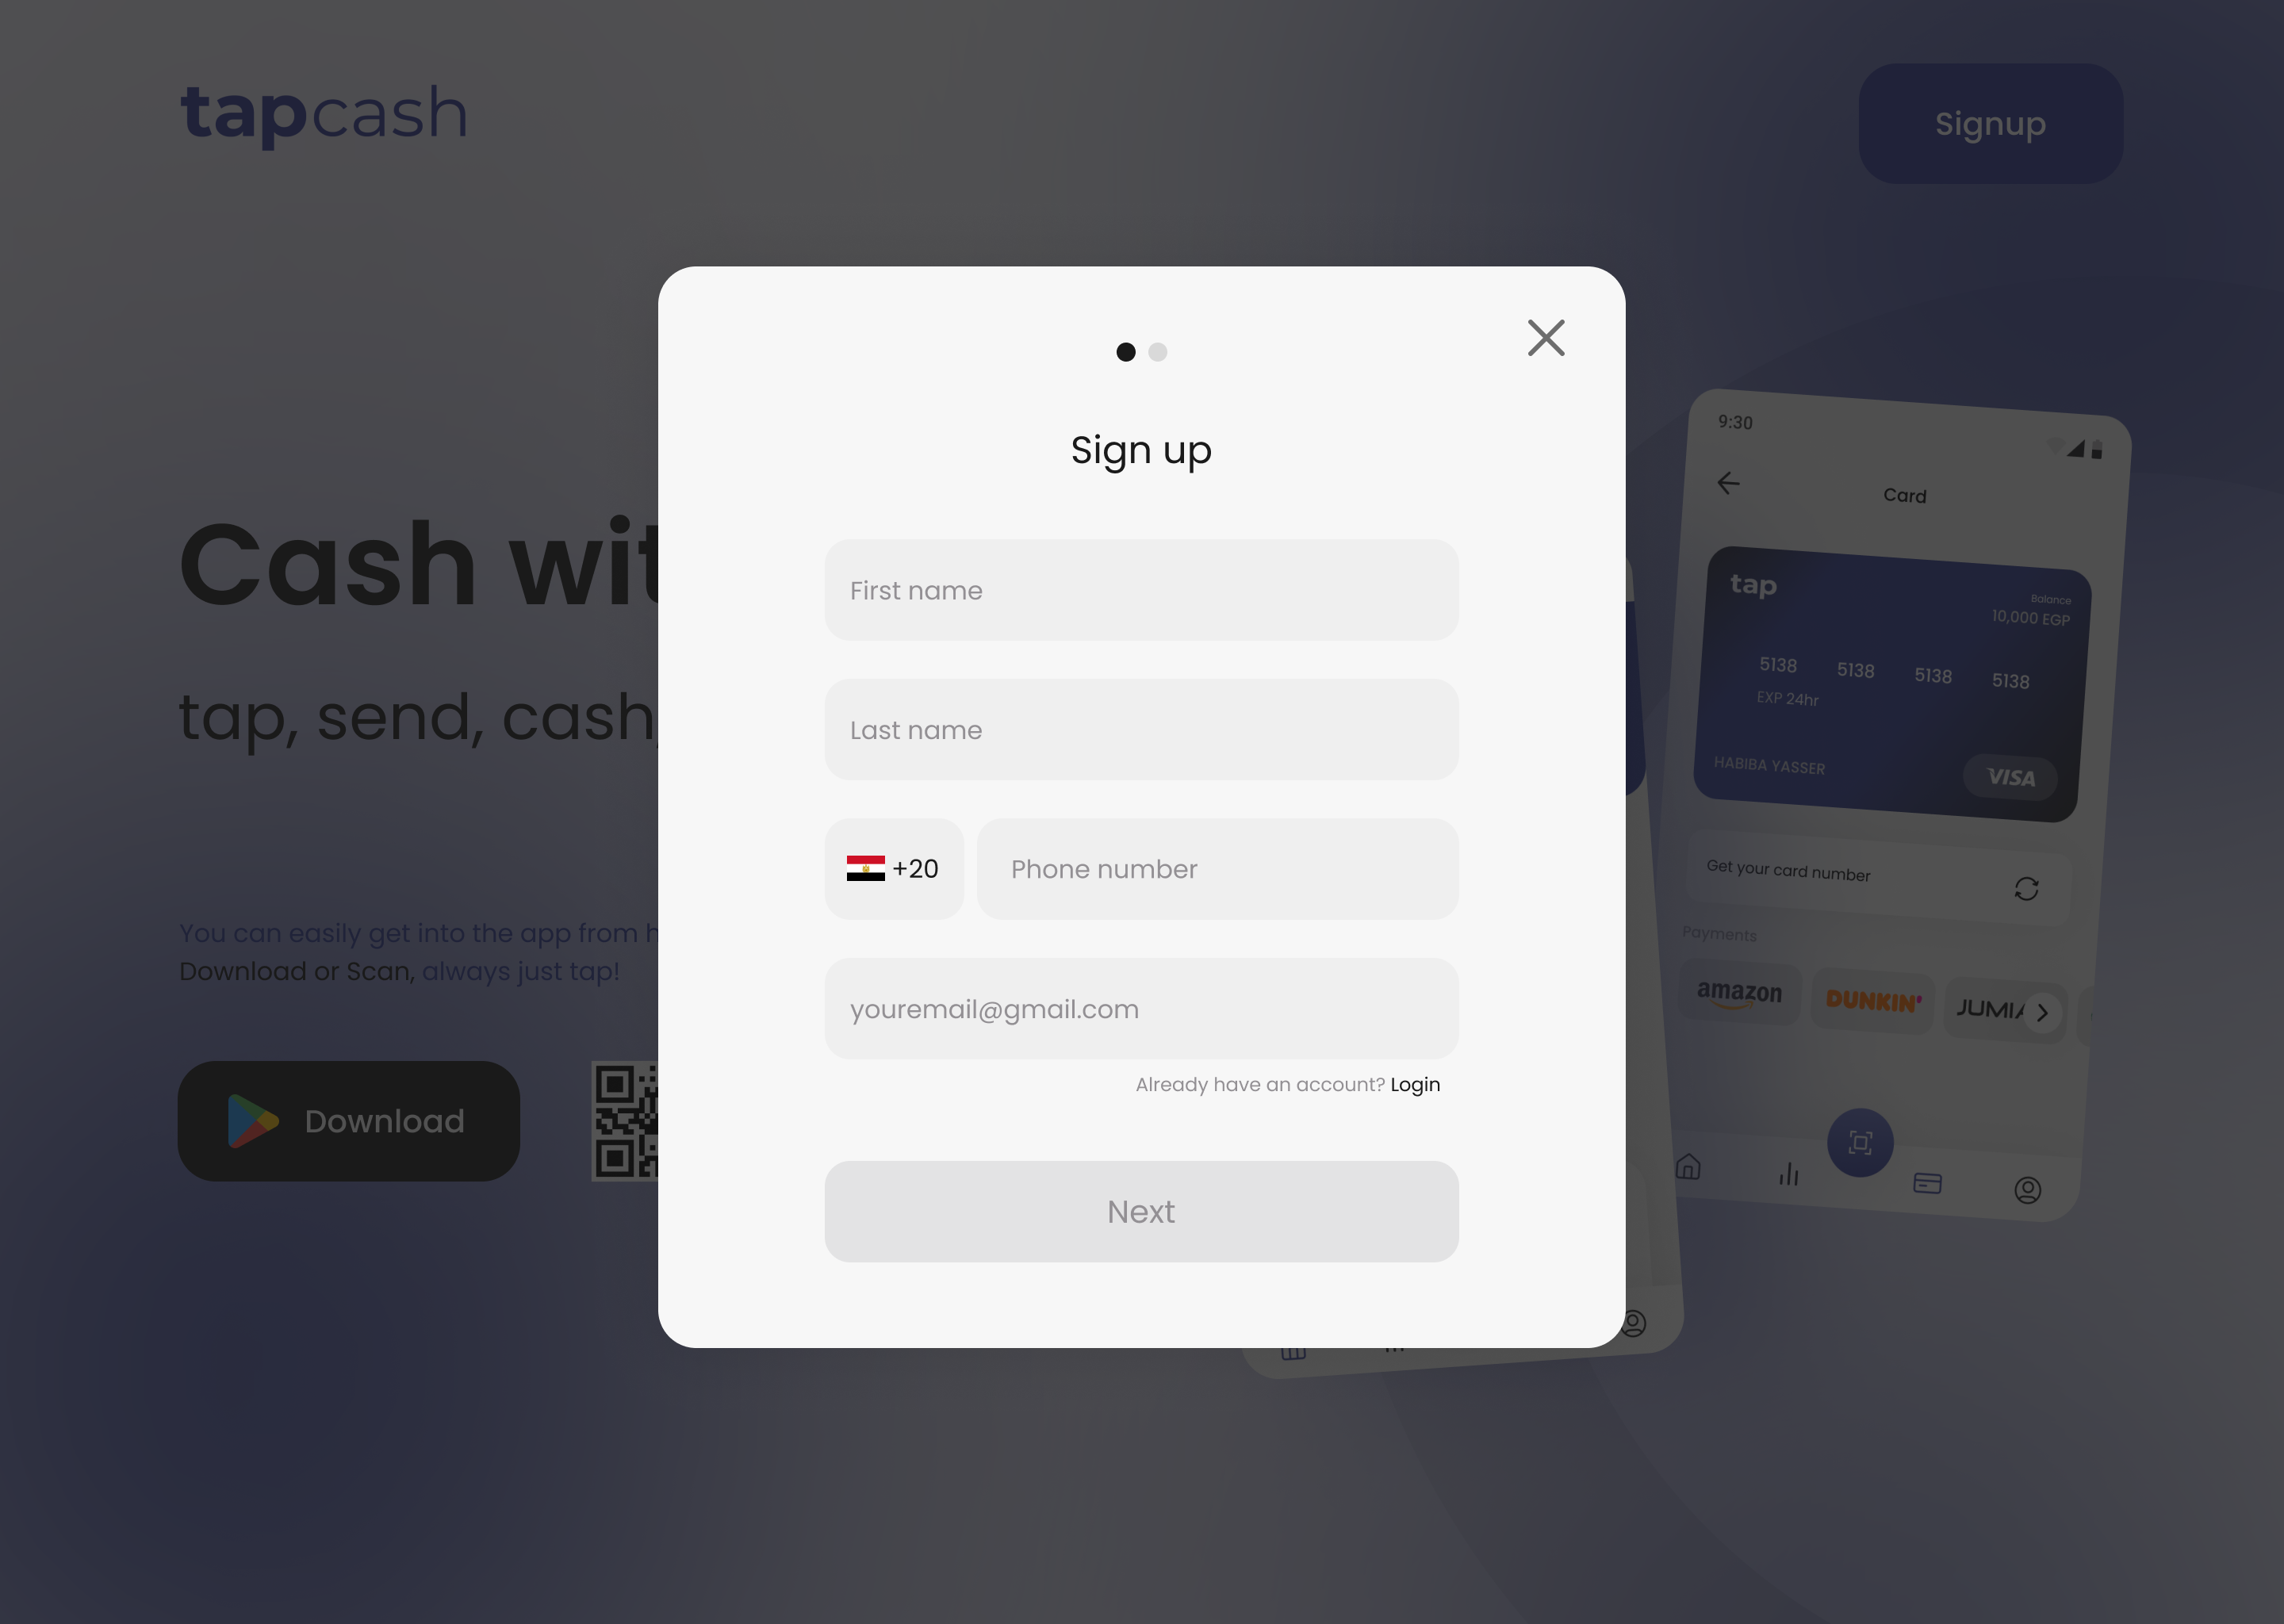 tapcash
Signup
Sign up
First name
Last name
+20
Phone number
youremail@gmail.com
Already have an account? Login
Next
Cash
tap, send, cash,
You can easily get into the app from
Download or Scan, always just tap!
Download
9:30
Card
tap
Balance
10,000 EGP
5138 5138 5138 5138
EXP 24hr
HABIBA YASSER
VISA
Get your card number
Payments
amazon
DUNKIN'
JUMIA